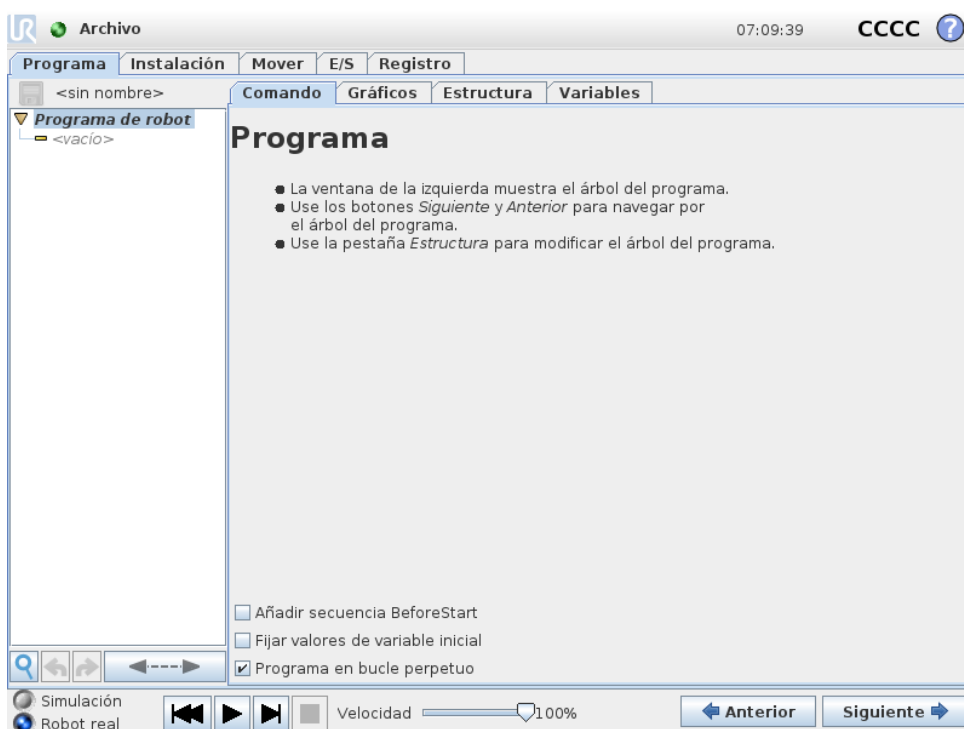 UR Archivo 07:09:39 CCCC ?
Programa Instalación Mover E/S Registro
<sin nombre> Comando Gráficos Estructura Variables
Programa de robot
<vacío>
Programa
La ventana de la izquierda muestra el árbol del programa.
Use los botones Siguiente y Anterior para navegar por
el árbol del programa.
Use la pestaña Estructura para modificar el árbol del programa.
Añadir secuencia BeforeStart
Fijar valores de variable inicial
Programa en bucle perpetuo
Simulación
Robot real
Velocidad 100% Anterior Siguiente